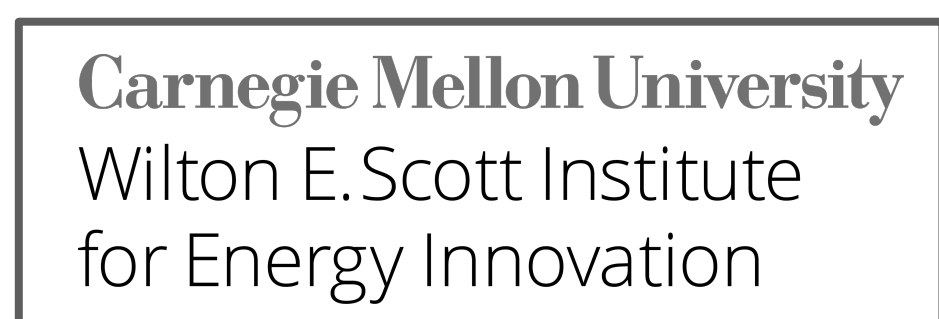 Carnegie Mellon University
Wilton E. Scott Institute
for Energy Innovation